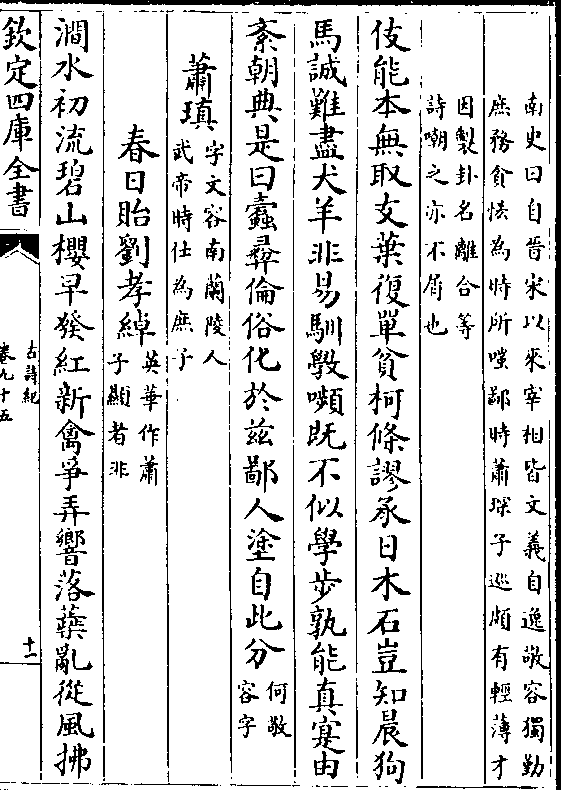 南史曰自晉宋以來宰相皆文義自逸敬容獨勤
庶務貪恡為時所嗤鄙時蕭琛子巡頗有輕薄才
因製卦名離合等
詩嘲之亦不屑也
伎能本無取支葉復單貧柯條謬承日木石豈知晨狗
馬誠難盡犬羊非易馴斆嚬既不似學步孰能真寔由
紊朝典是曰蠹彛倫俗化於兹鄙人塗自此分何敬
容字
蕭瑱字文容南蘭陵人
武帝時仕為庶子
春日貽劉孝綽英華作蕭
子顯者非
澗水初流碧山櫻早發紅新禽爭弄響落蘂亂從風拂
欽定四庫全書
古詩紀
卷九十五
十一